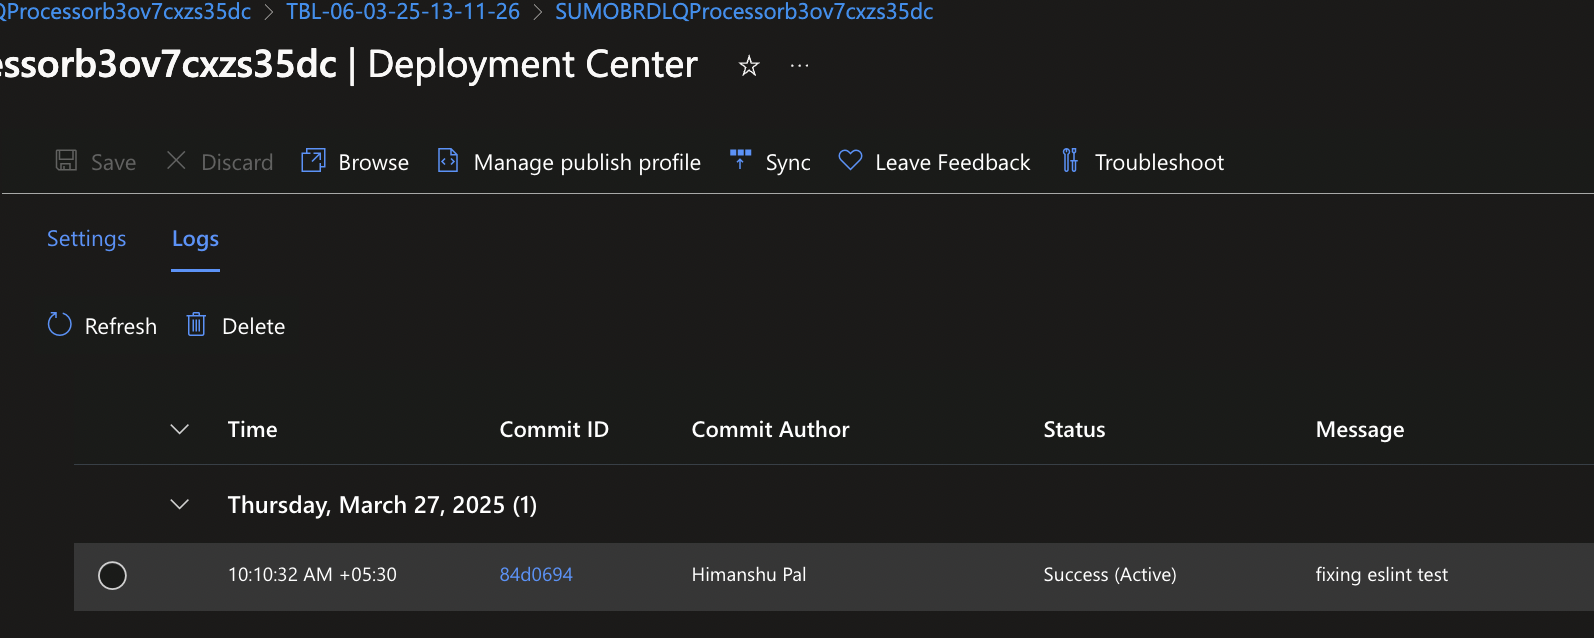 QProcessorb3ov7cxzs35dc > TBL-06-03-25-13-11-26 > SUMOBRDLQProcessorb3ov7cxzs35dc
essorb3ov7cxzs35dc | Deployment Center
Save Discard Browse Manage publish profile Sync Leave Feedback Troubleshoot
Settings Logs
Refresh Delete
Time Commit ID Commit Author Status Message
Thursday, March 27, 2025 (1)
10:10:32 AM +05:30 84d0694 Himanshu Pal Success (Active) fixing eslint test